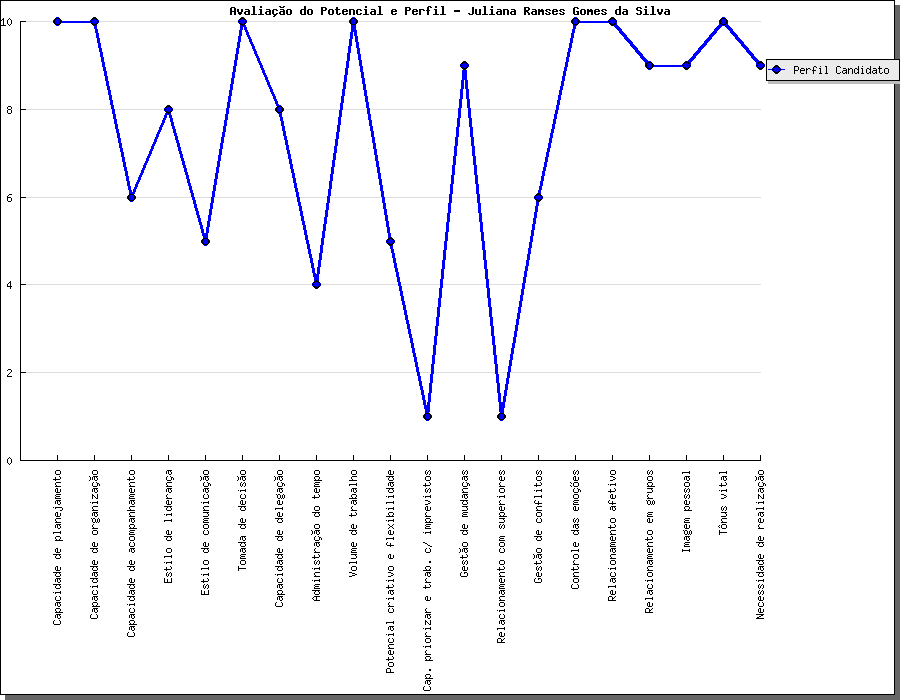 Avaliação do Potencial e Perfil - Juliana Ramses Gomes da Silva
10
8
6
4
2
0
Perfil Candidato
Capacidade de planejamento
Capacidade de organização
Capacidade de acompanhamento
Estilo de liderança
Estilo de comunicação
Tomada de decisão
Capacidade de delegação
Administração do tempo
Volume de trabalho
Potencial criativo e flexibilidade
Cap. priorizar e trab. c/ imprevistos
Gestão de mudanças
Relacionamento com superiores
Gestão de conflitos
Controle das emoções
Relacionamento afetivo
Relacionamento em grupos
Imagem pessoal
Tônus vital
Necessidade de realização